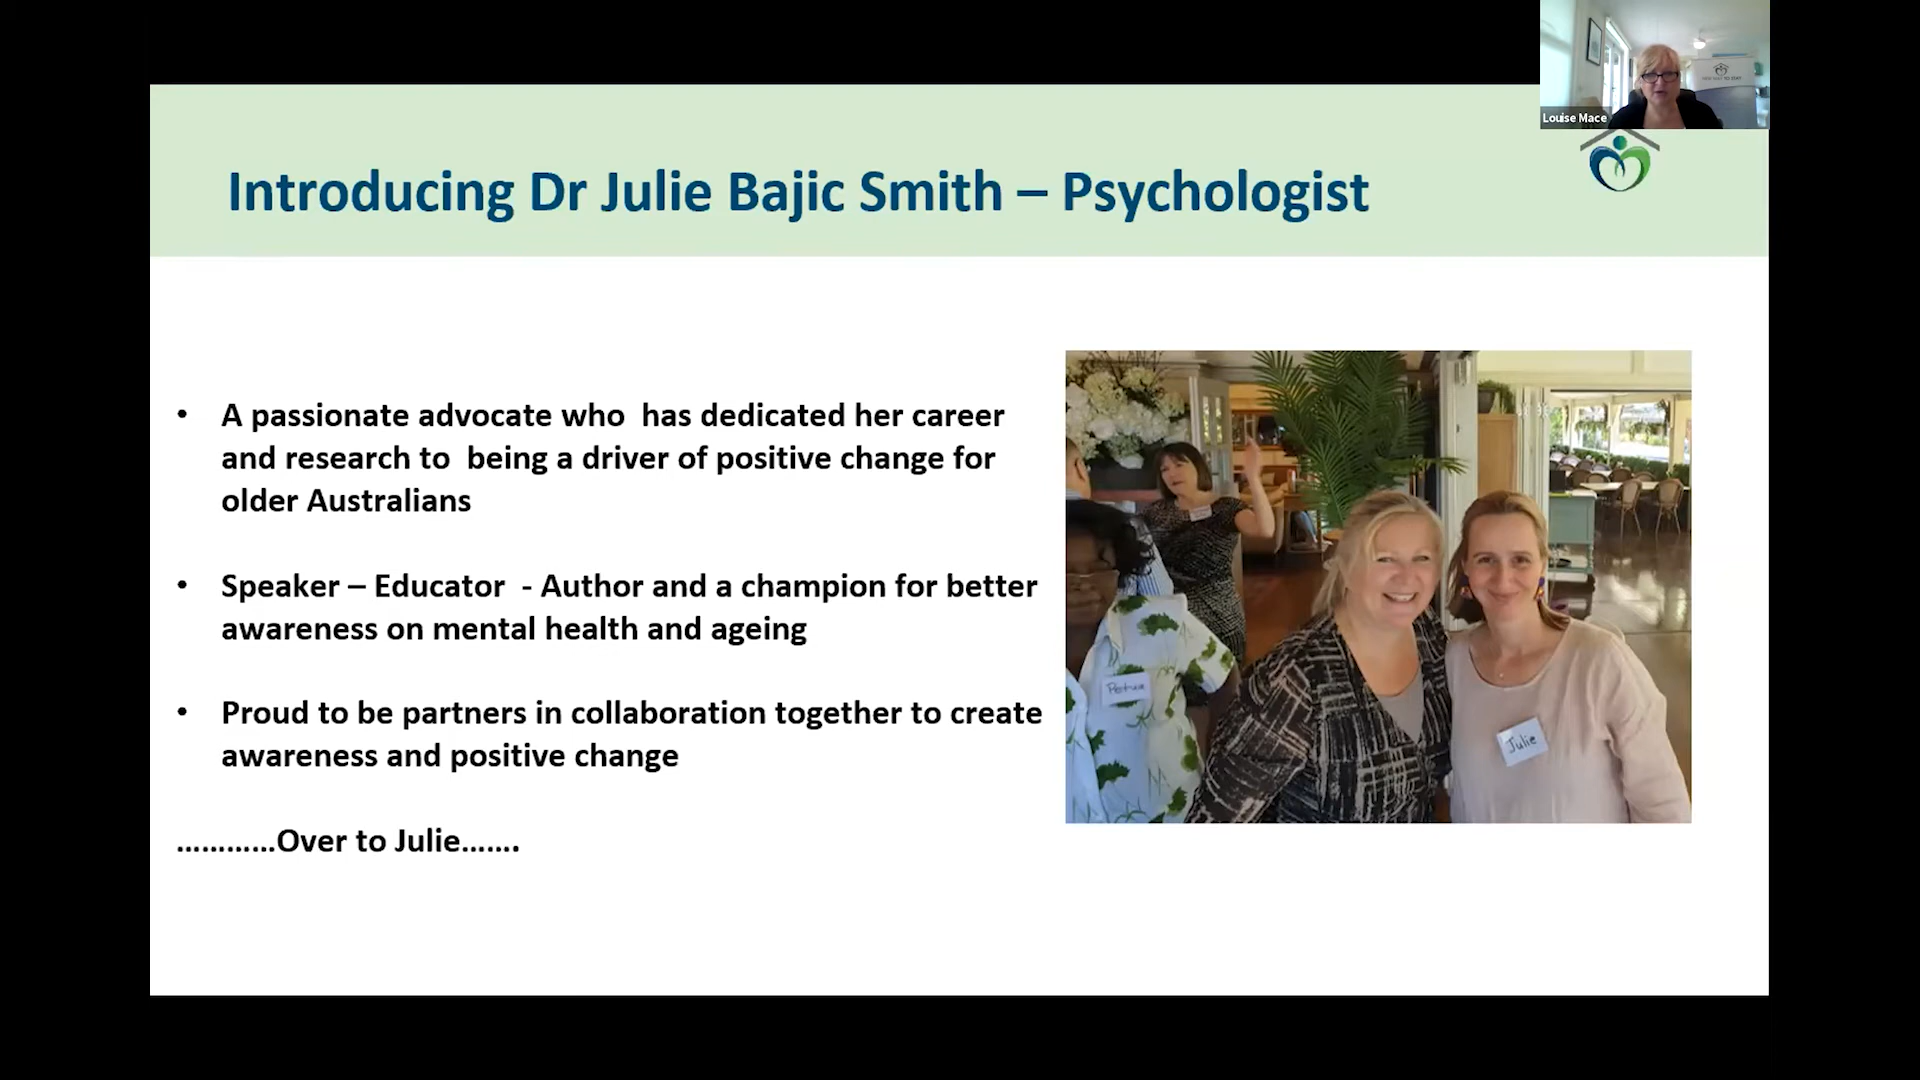 Louise Mace
Introducing Dr Julie Bajic Smith – Psychologist
• A passionate advocate who  has dedicated her career
and research to  being a driver of positive change for
older Australians
• Speaker – Educator  - Author and a champion for better
awareness on mental health and ageing
• Proud to be partners in collaboration together to create
awareness and positive change
…………Over to Julie…….
Julie